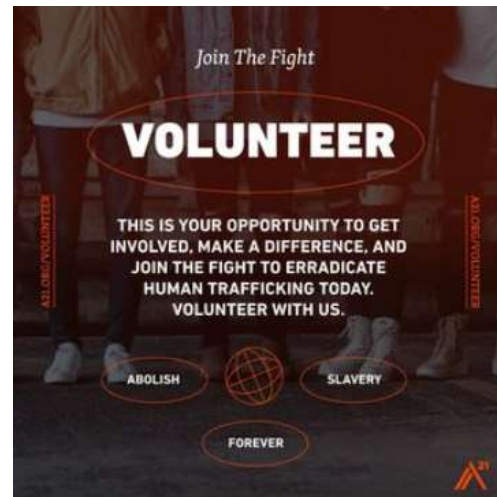 Join The Fight
VOLUNTEER
A21.ORG/VOLUNTEER
A21.ORG/VOLUNTEER
THIS IS YOUR OPPORTUNITY TO GET
INVOLVED, MAKE A DIFFERENCE, AND
JOIN THE FIGHT TO ERRADICATE
HUMAN TRAFFICKING TODAY.
VOLUNTEER WITH US.
ABOLISH
SLAVERY
FOREVER
A21